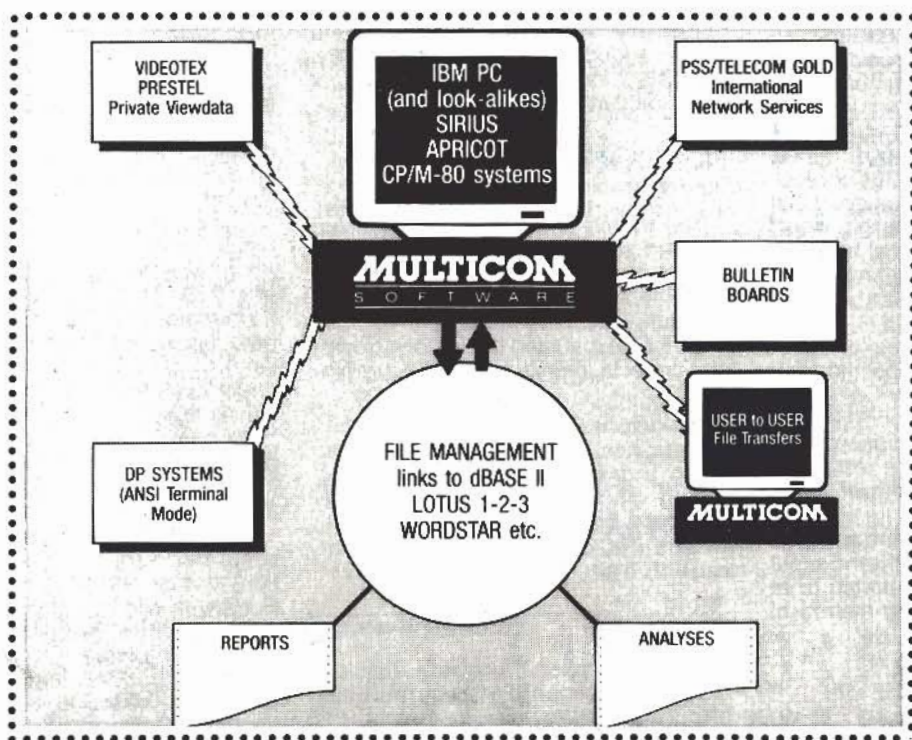 VIDEOTEX
PRESTEL
Private Viewdata
IBM PC
(and look-alikes)
SIRIUS
APRICOT
CP/M-80 systems
PSS/TELECOM GOLD
International
Network Services
MULTICOM
SOFTWARE
BULLETIN
BOARDS
DP SYSTEMS
(ANSI Terminal
Mode)
FILE MANAGEMENT
links to dBASE II
LOTUS 1-2-3
WORDSTAR etc.
USER to USER
File Transfers
MULTICOM
REPORTS
ANALYSES